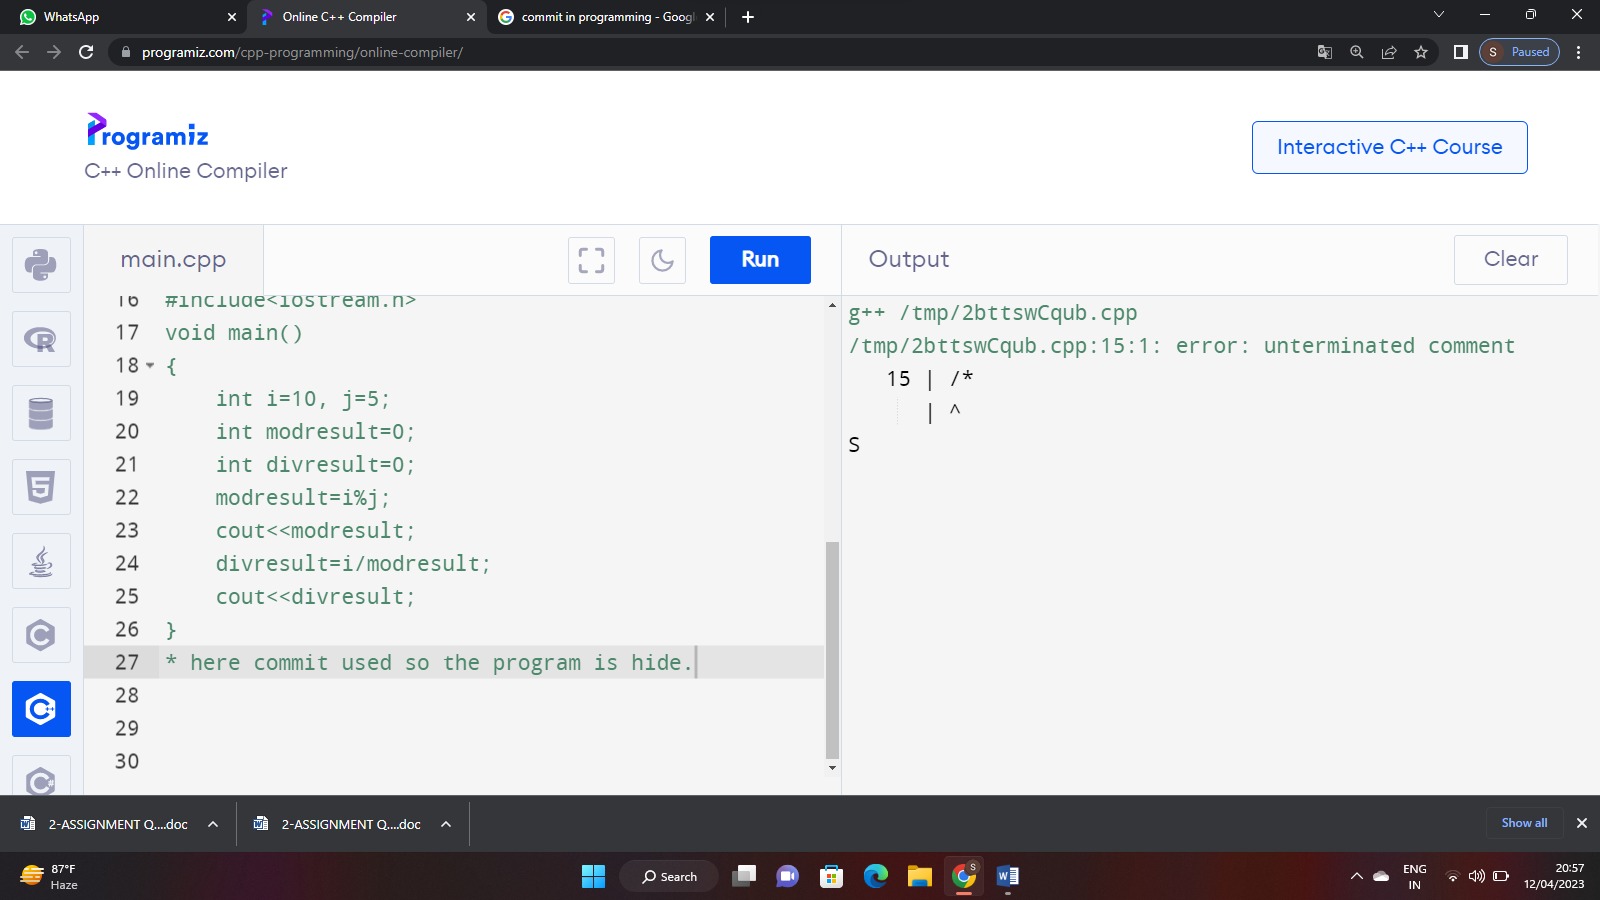 WhatsApp
Online C++ Compiler
commit in programming - Googl
programiz.com/cpp-programming/online-compiler/
S Paused
Programiz
C++ Online Compiler
Interactive C++ Course
main.cpp
Run
Output
Clear
16 #include<iostream.h>
17 void main()
18 {
19 int i=10, j=5;
20 int modresult=0;
21 int divresult=0;
22 modresult=i%j;
23 cout<<modresult;
24 divresult=i/modresult;
25 cout<<divresult;
26 }
27 * here commit used so the program is hide.
28
29
30
g++ /tmp/2bttswCqub.cpp
/tmp/2bttswCqub.cpp:15:1: error: unterminated comment
15 | /*
| ^
S
2-ASSIGNMENT Q....doc
2-ASSIGNMENT Q....doc
Show all
87°F
Haze
Search
ENG
IN
20:57
12/04/2023